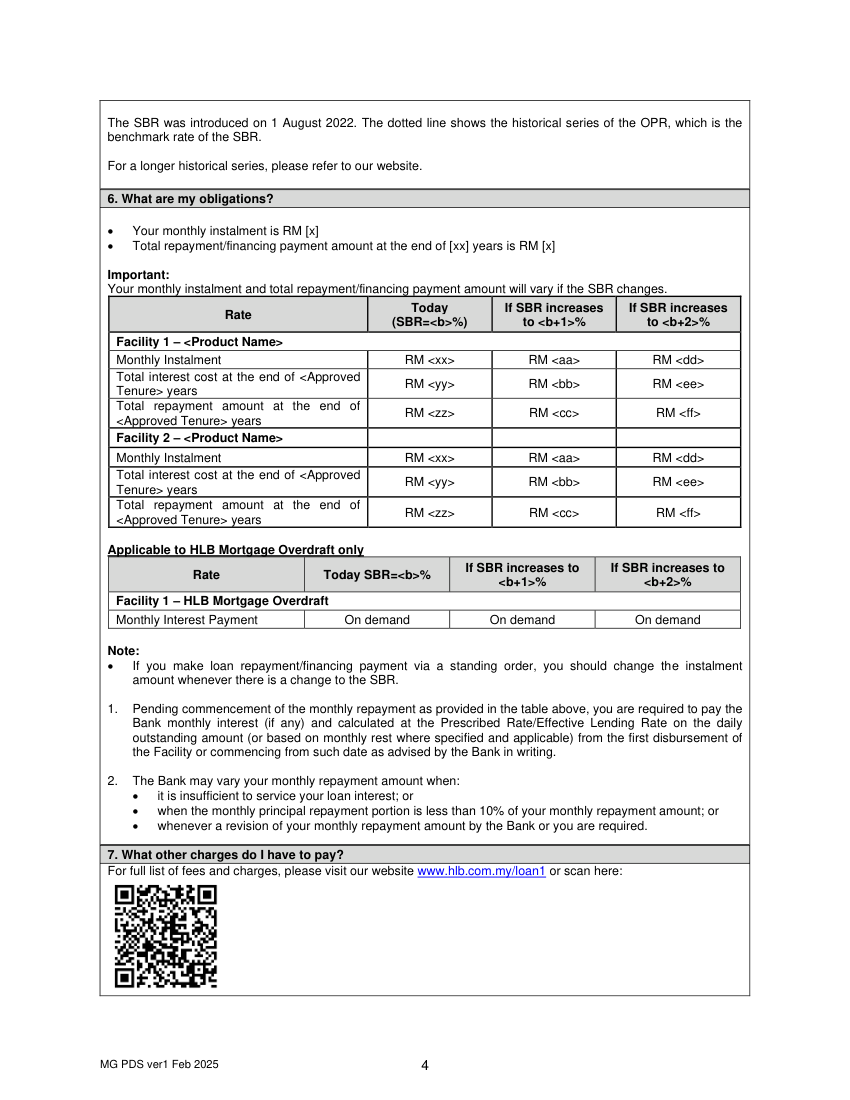 The SBR was introduced on 1 August 2022. The dotted line shows the historical series of the OPR, which is the
benchmark rate of the SBR.
For a longer historical series, please refer to our website.
6. What are my obligations?
• Your monthly instalment is RM [x]
• Total repayment/financing payment amount at the end of [xx] years is RM [x]
Important:
Your monthly instalment and total repayment/financing payment amount will vary if the SBR changes.
Rate Today If SBR increases If SBR increases
(SBR=<b>%) to <b+1>% to <b+2>%
Facility 1 – <Product Name>
Monthly Instalment RM <xx> RM <aa> RM <dd>
Total interest cost at the end of <Approved
Tenure> years RM <yy> RM <bb> RM <ee>
Total repayment amount at the end of
<Approved Tenure> years RM <zz> RM <cc> RM <ff>
Facility 2 – <Product Name>
Monthly Instalment RM <xx> RM <aa> RM <dd>
Total interest cost at the end of <Approved
Tenure> years RM <yy> RM <bb> RM <ee>
Total repayment amount at the end of
<Approved Tenure> years RM <zz> RM <cc> RM <ff>
Applicable to HLB Mortgage Overdraft only
Rate Today SBR=<b>% If SBR increases to If SBR increases to
<b+1>% <b+2>%
Facility 1 – HLB Mortgage Overdraft
Monthly Interest Payment On demand On demand On demand
Note:
• If you make loan repayment/financing payment via a standing order, you should change the instalment
amount whenever there is a change to the SBR.
1. Pending commencement of the monthly repayment as provided in the table above, you are required to pay the
Bank monthly interest (if any) and calculated at the Prescribed Rate/Effective Lending Rate on the daily
outstanding amount (or based on monthly rest where specified and applicable) from the first disbursement of
the Facility or commencing from such date as advised by the Bank in writing.
2. The Bank may vary your monthly repayment amount when:
• it is insufficient to service your loan interest; or
• when the monthly principal repayment portion is less than 10% of your monthly repayment amount; or
• whenever a revision of your monthly repayment amount by the Bank or you are required.
7. What other charges do I have to pay?
For full list of fees and charges, please visit our website www.hlb.com.my/loan1 or scan here:
MG PDS ver1 Feb 2025 4